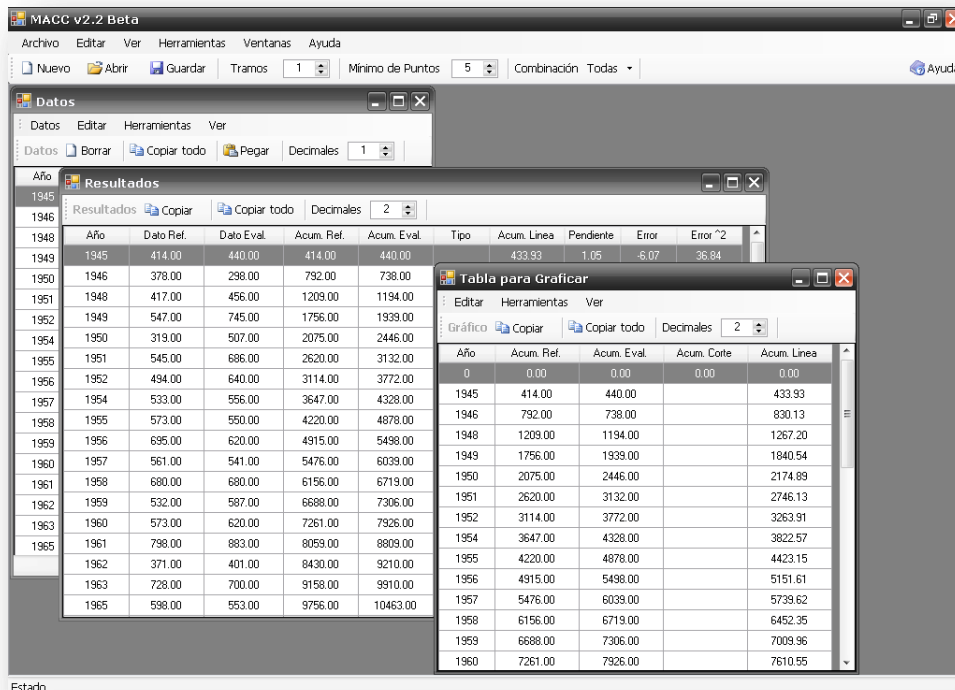 MACC v2.2 Beta
Archivo Editar Ver Herramientas Ventanas Ayuda
Nuevo Abrir Guardar Tramos 1 Mínimo de Puntos 5 Combinación Todas Ayuda
Datos
Datos Editar Herramientas Ver
Datos Borrar Copiar todo Pegar Decimales 1
Año
1945
1946
1948
1949
1950
1951
1952
1954
1955
1956
1957
1958
1959
1960
1961
1962
1963
1965
Resultados
Resultados Copiar Copiar todo Decimales 2
Año Dato Ref. Dato Eval. Acum. Ref. Acum. Eval. Tipo Acum. Linea Pendiente Error Error ^2
1945 414.00 440.00 414.00 440.00 433.93 1.05 -6.07 36.84
1946 378.00 298.00 792.00 738.00
1948 417.00 456.00 1209.00 1194.00
1949 547.00 745.00 1756.00 1939.00
1950 319.00 507.00 2075.00 2446.00
1951 545.00 686.00 2620.00 3132.00
1952 494.00 640.00 3114.00 3772.00
1954 533.00 556.00 3647.00 4328.00
1955 573.00 550.00 4220.00 4878.00
1956 695.00 620.00 4915.00 5498.00
1957 561.00 541.00 5476.00 6039.00
1958 680.00 680.00 6156.00 6719.00
1959 532.00 587.00 6688.00 7306.00
1960 573.00 620.00 7261.00 7926.00
1961 798.00 883.00 8059.00 8809.00
1962 371.00 401.00 8430.00 9210.00
1963 728.00 700.00 9158.00 9910.00
1965 598.00 553.00 9756.00 10463.00
Tabla para Graficar
Editar Herramientas Ver
Gráfico Copiar Copiar todo Decimales 2
Año Acum. Ref. Acum. Eval. Acum. Corte Acum. Linea
0 0.00 0.00 0.00 0.00
1945 414.00 440.00 433.93
1946 792.00 738.00 830.13
1948 1209.00 1194.00 1267.20
1949 1756.00 1939.00 1840.54
1950 2075.00 2446.00 2174.89
1951 2620.00 3132.00 2746.13
1952 3114.00 3772.00 3263.91
1954 3647.00 4328.00 3822.57
1955 4220.00 4878.00 4423.15
1956 4915.00 5498.00 5151.61
1957 5476.00 6039.00 5739.62
1958 6156.00 6719.00 6452.35
1959 6688.00 7306.00 7009.96
1960 7261.00 7926.00 7610.55
Estado